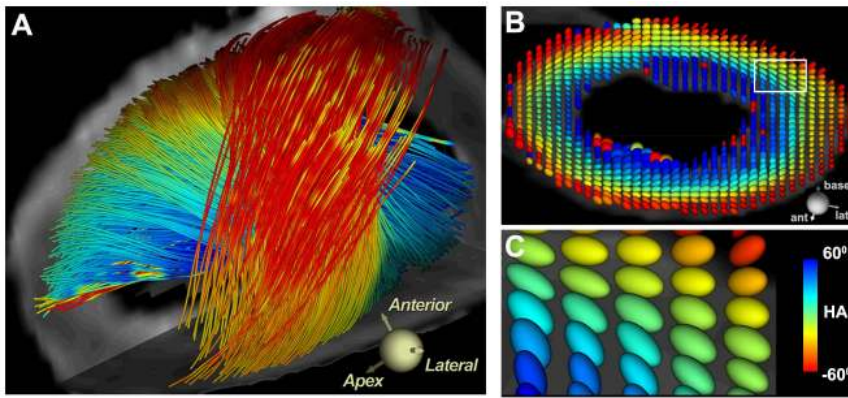 A
Anterior
Apex
Lateral
B
base
ant
lat
C
60⁰
HA
-60⁰